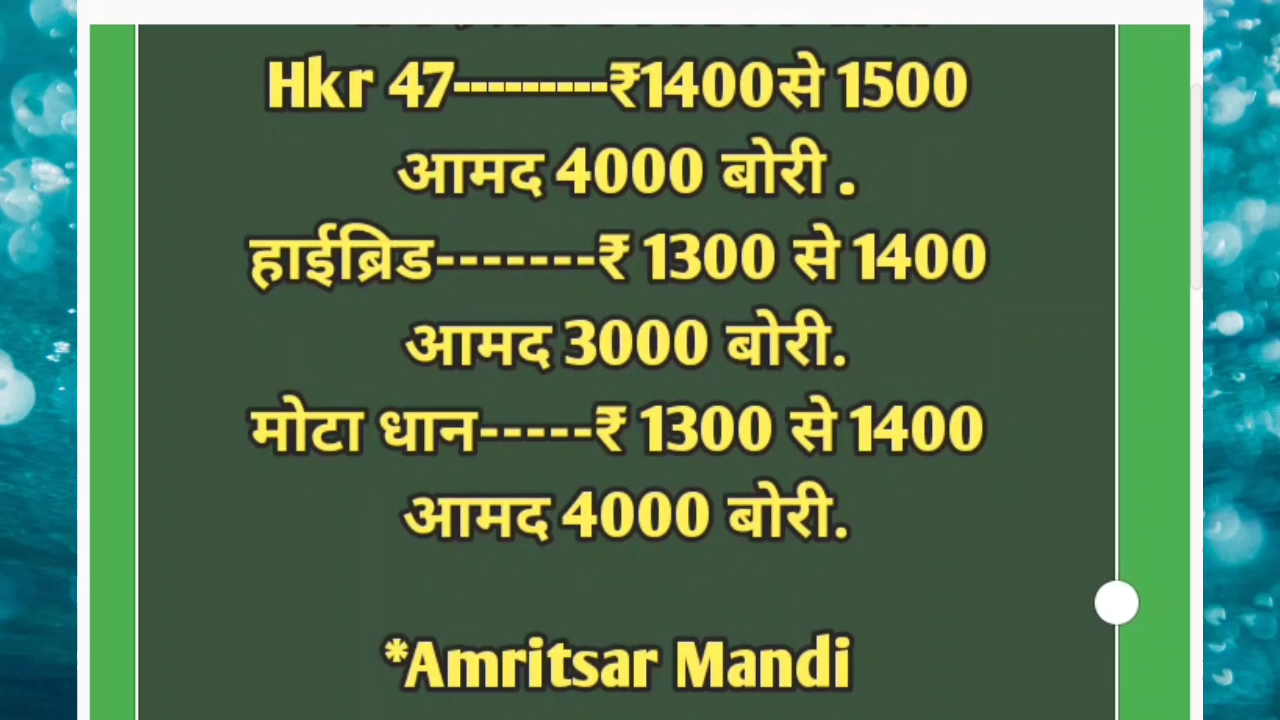 Hkr 47---------₹1400से 1500
आमद 4000 बोरी .
हाईब्रिड-------₹ 1300 से 1400
आमद 3000 बोरी.
मोटा धान-----₹ 1300 से 1400
आमद 4000 बोरी.
*Amritsar Mandi